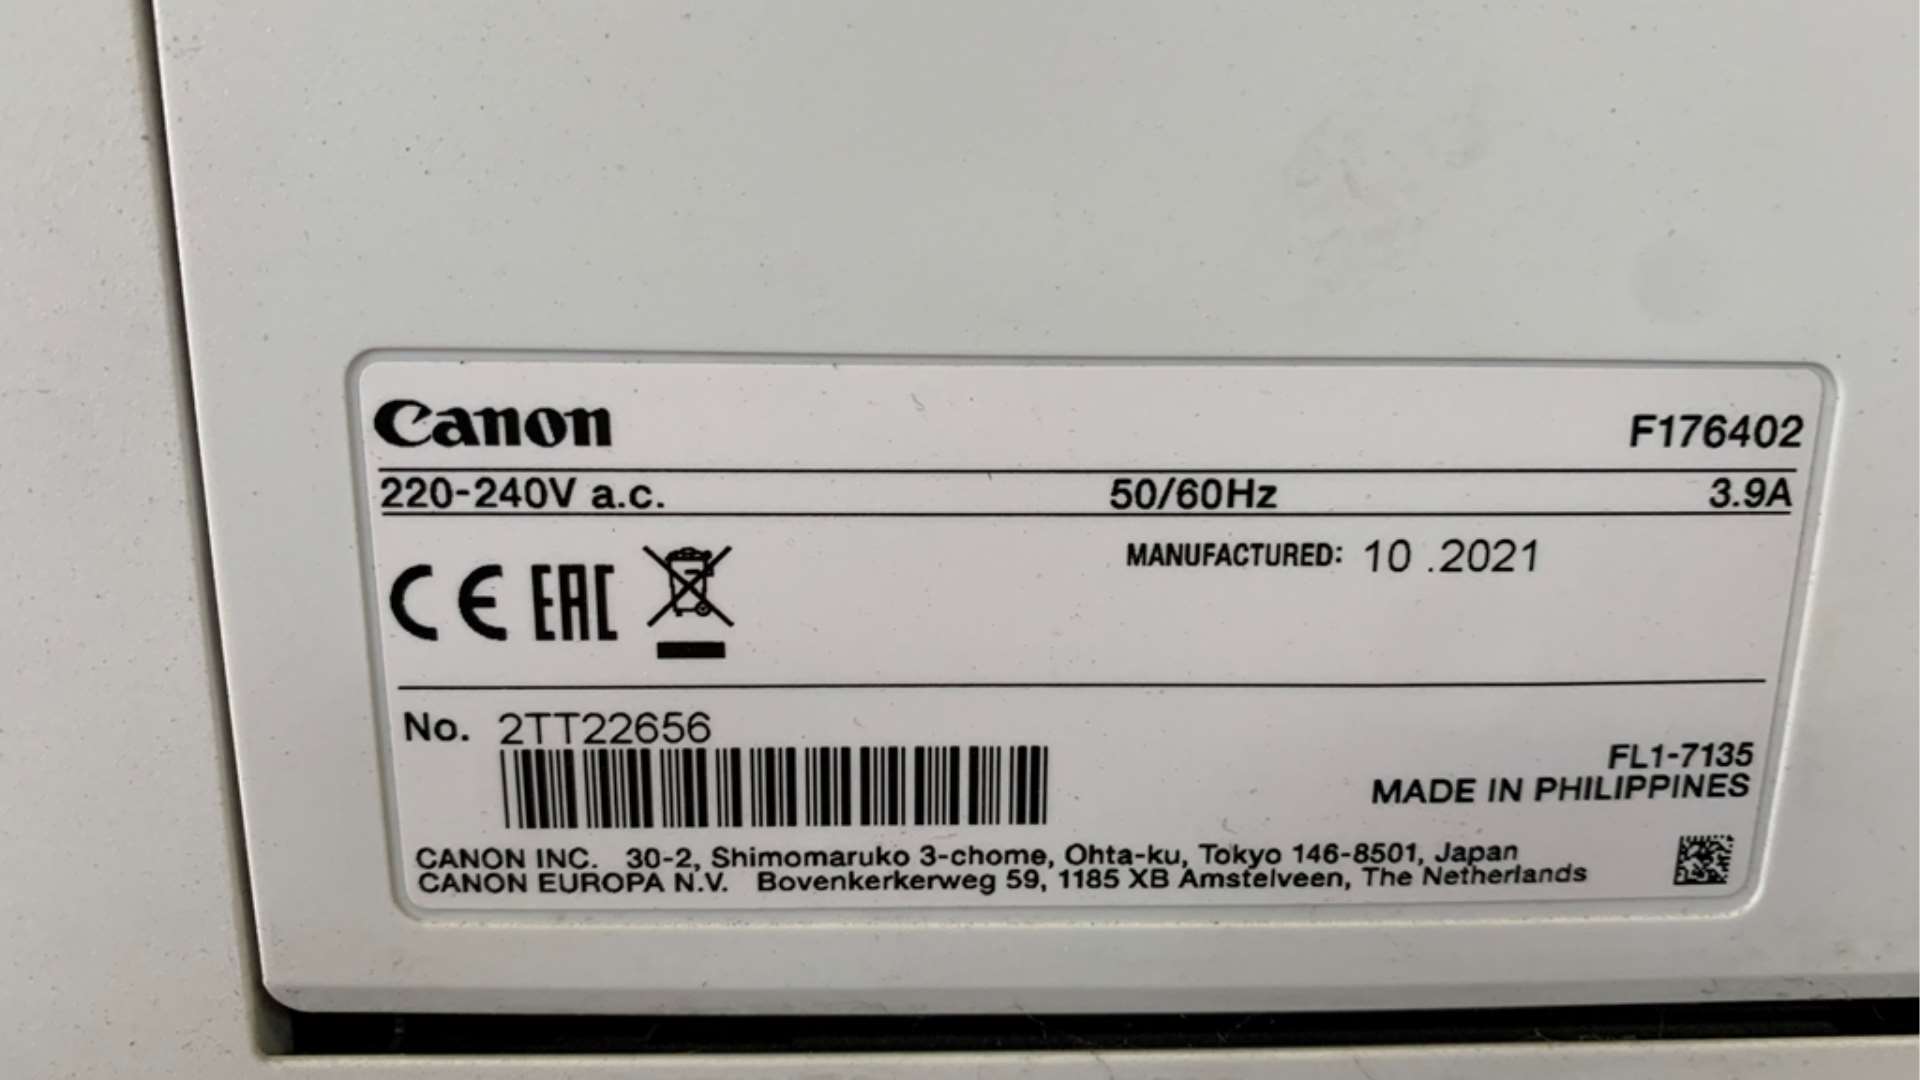 Canon F176402
220-240V a.c. 50/60Hz 3.9A
MANUFACTURED: 10 .2021
CE EAC
No. 2TT22656
FL1-7135
MADE IN PHILIPPINES
CANON INC. 30-2, Shimomaruko 3-chome, Ohta-ku, Tokyo 146-8501, Japan
CANON EUROPA N.V. Bovenkerkerweg 59, 1185 XB Amstelveen, The Netherlands